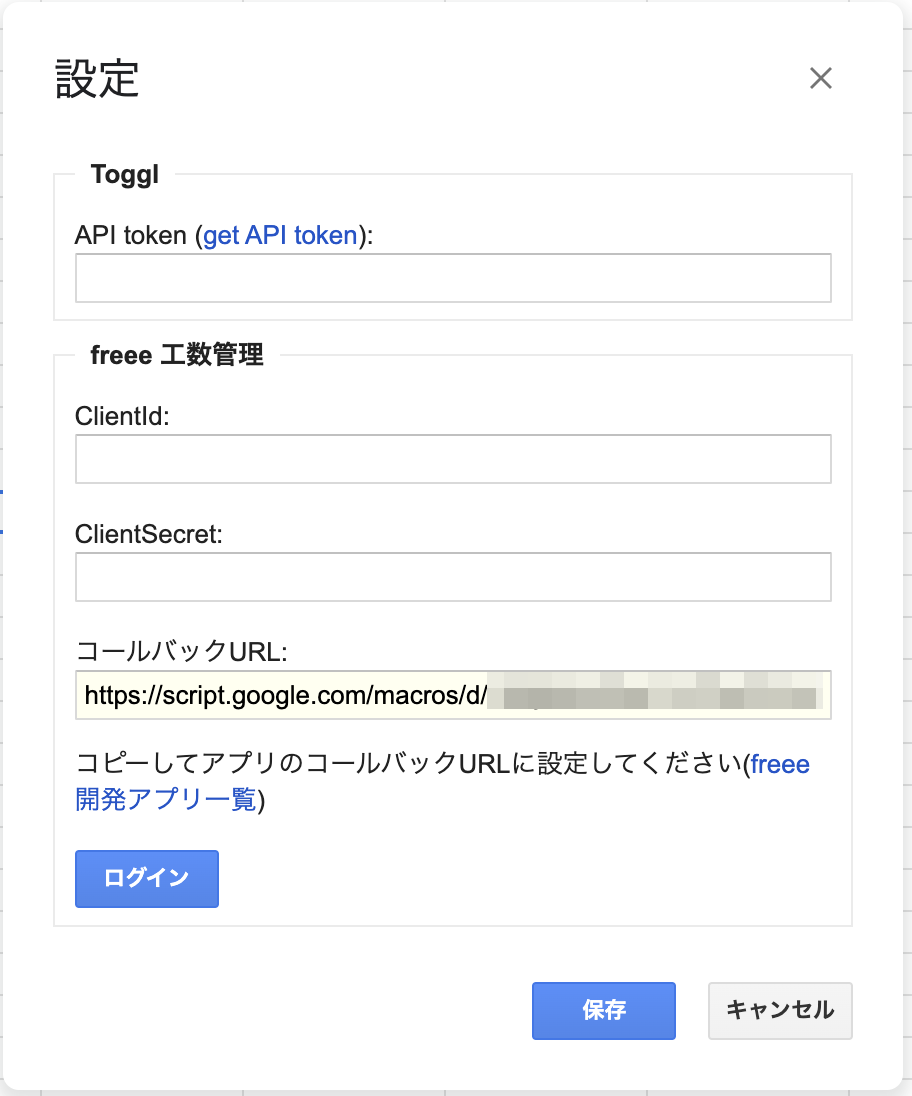 設定
Toggl
API token (get API token):
freee 工数管理
ClientId:
ClientSecret:
コールバックURL:
https://script.google.com/macros/d/
コピーしてアプリのコールバックURLに設定してください(freee
開発アプリ一覧)
ログイン
保存
キャンセル